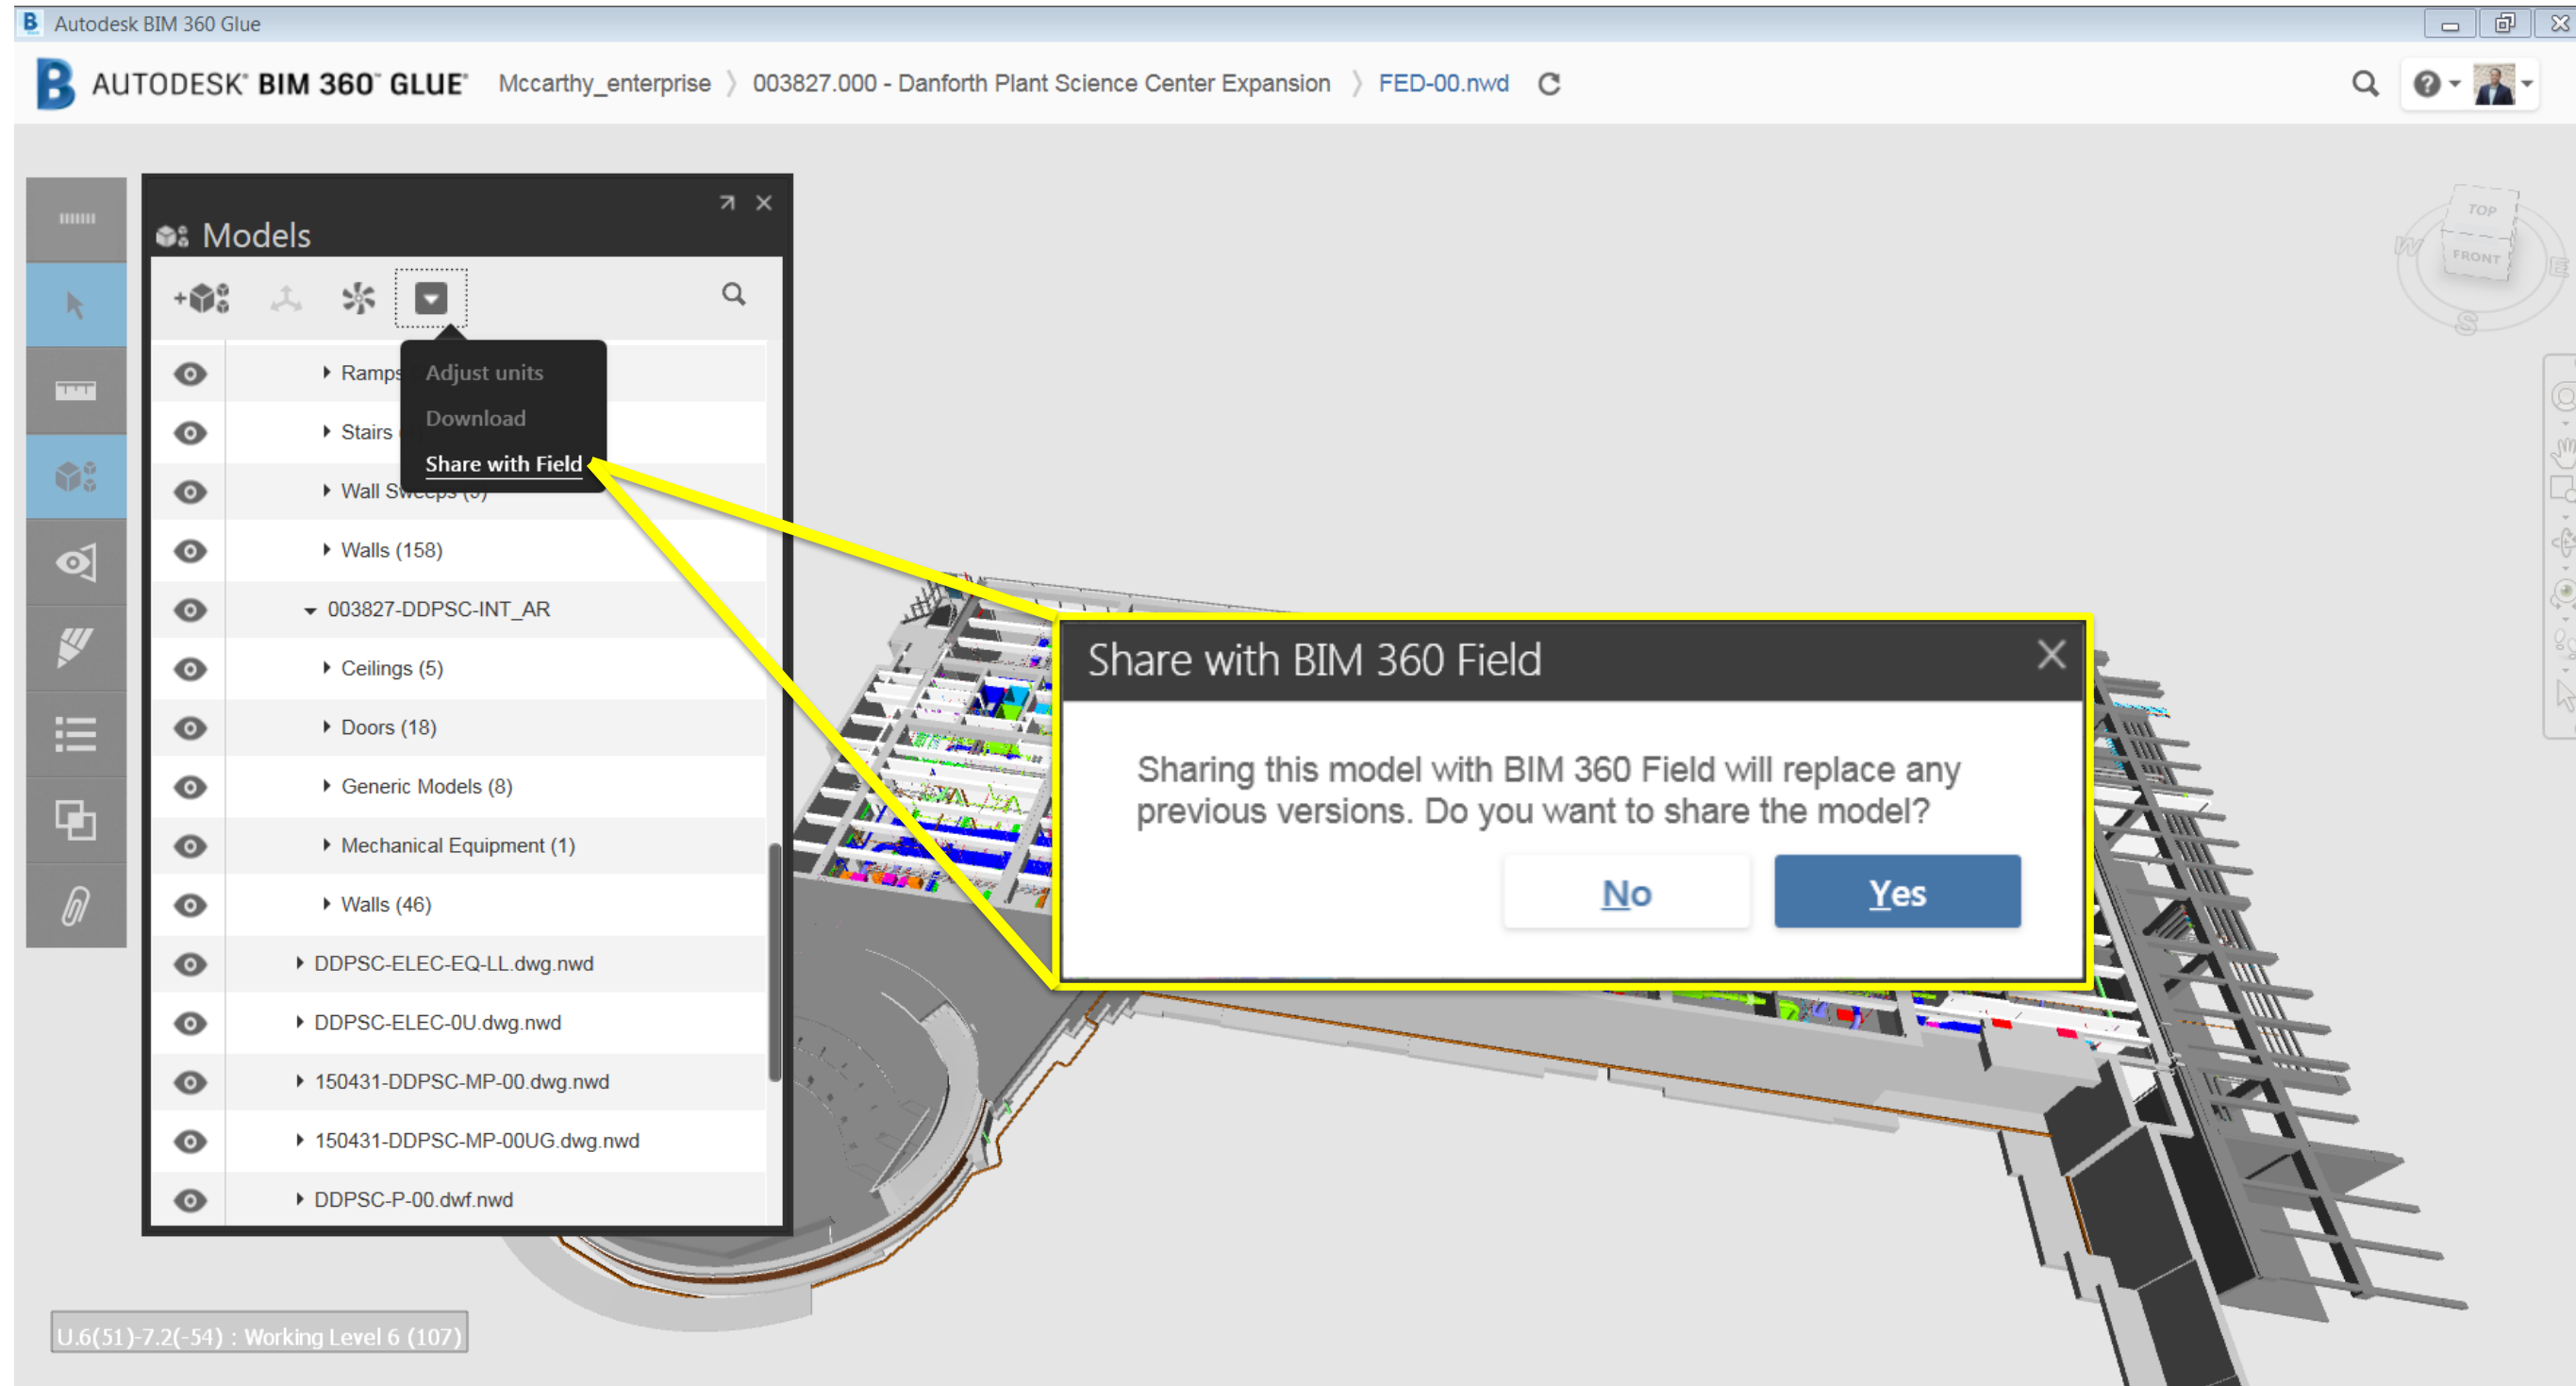 Autodesk BIM 360 Glue
AUTODESK® BIM 360™ GLUE® Mccarthy_enterprise 〉 003827.000 - Danforth Plant Science Center Expansion 〉 FED-00.nwd
TOP
FRONT
W
E
S
Models
Adjust units
Download
Share with Field
Ramps
Stairs
Wall Sweeps (9)
Walls (158)
003827-DDPSC-INT_AR
Ceilings (5)
Doors (18)
Generic Models (8)
Mechanical Equipment (1)
Walls (46)
DDPSC-ELEC-EQ-LL.dwg.nwd
DDPSC-ELEC-0U.dwg.nwd
150431-DDPSC-MP-00.dwg.nwd
150431-DDPSC-MP-00UG.dwg.nwd
DDPSC-P-00.dwf.nwd
Share with BIM 360 Field
Sharing this model with BIM 360 Field will replace any
previous versions. Do you want to share the model?
No
Yes
U.6(51)-7.2(-54) : Working Level 6 (107)